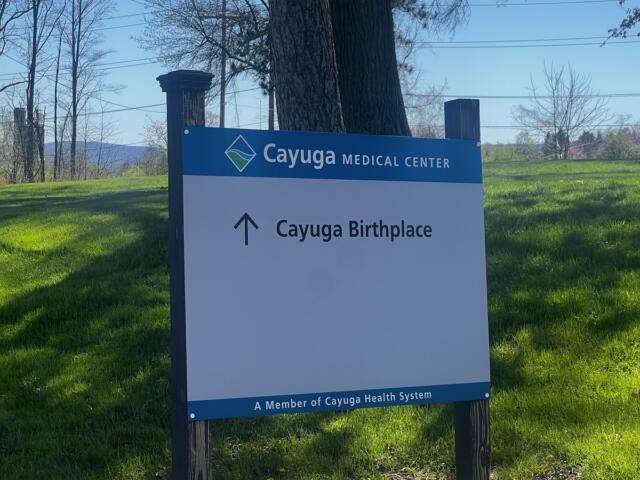 Cayuga MEDICAL CENTER
↑ Cayuga Birthplace
A Member of Cayuga Health System